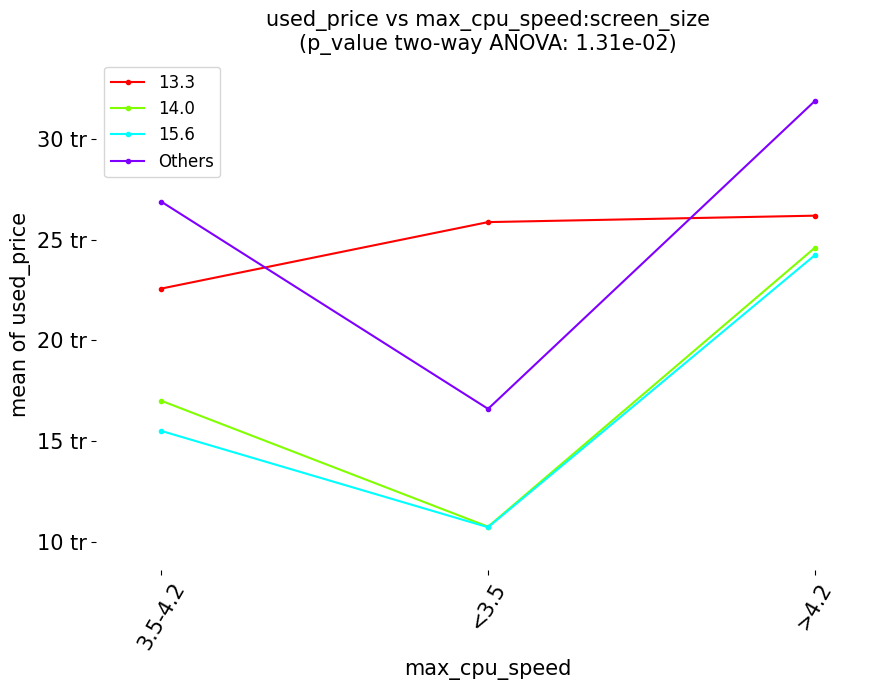 used_price vs max_cpu_speed:screen_size
(p_value two-way ANOVA: 1.31e-02)
13.3
14.0
15.6
Others
30 tr
25 tr
20 tr
15 tr
10 tr
mean of used_price
3.5-4.2
<3.5
>4.2
max_cpu_speed